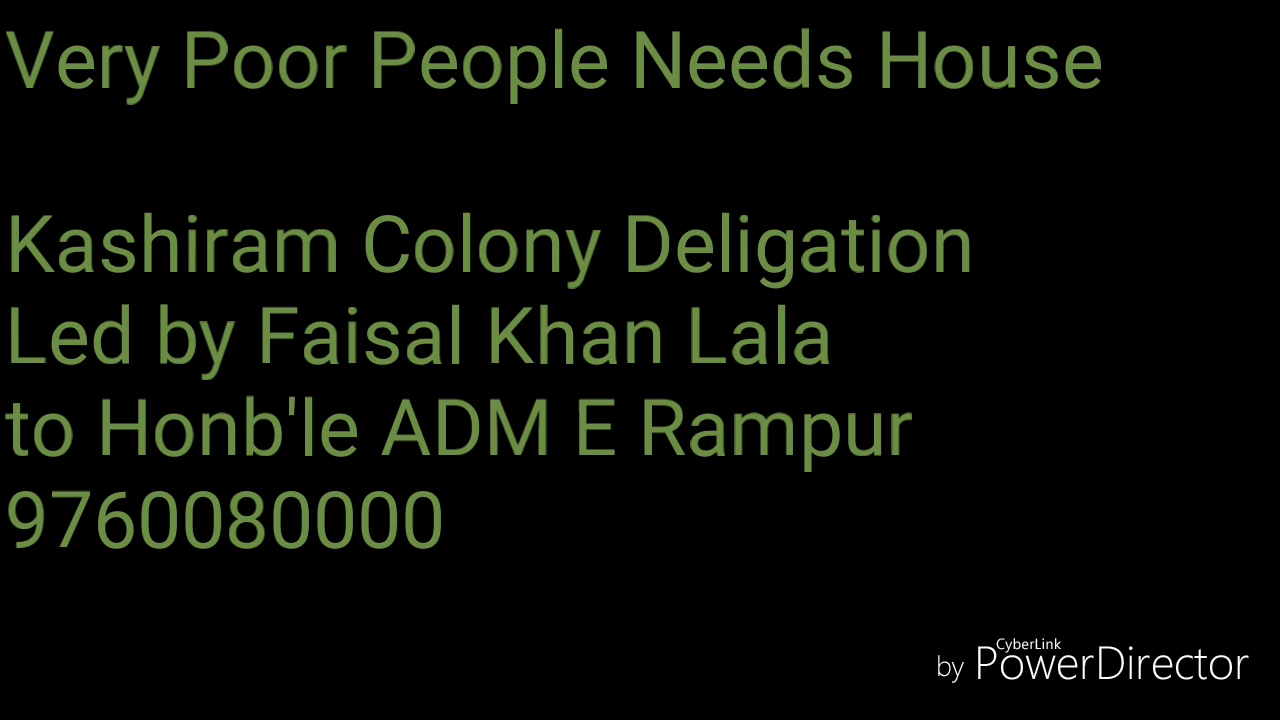 Very Poor People Needs House
Kashiram Colony Deligation
Led by Faisal Khan Lala
to Honb'le ADM E Rampur
9760080000
CyberLink
by PowerDirector